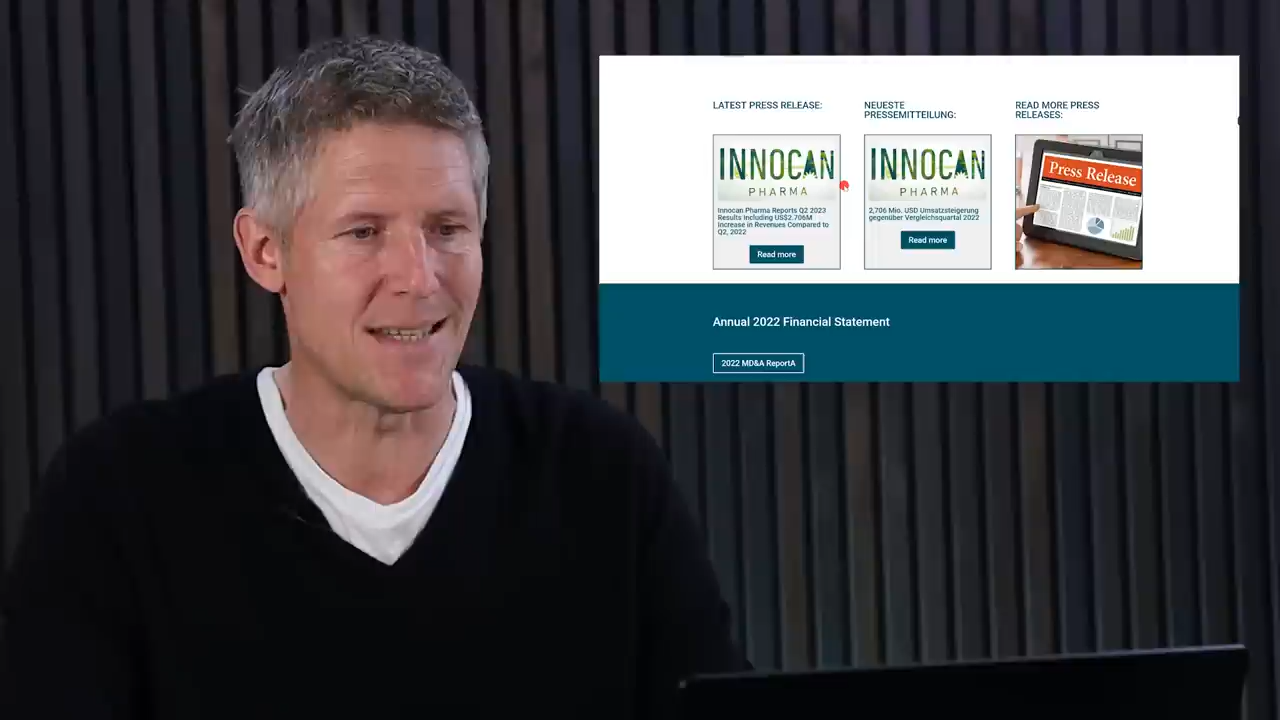 LATEST PRESS RELEASE:
NEUESTE
PRESSEMITTEILUNG:
READ MORE PRESS
RELEASES:
INNOCAN
PHARMA
Innocan Pharma Reports Q2 2023
Results Including US$2.706M
Increase in Revenues Compared to
Q2, 2022
Read more
INNOCAN
PHARMA
2,706 Mio. USD Umsatzsteigerung
gegenüber Vergleichsquartal 2022
Read more
Press Release
Annual 2022 Financial Statement
2022 MD&A ReportA